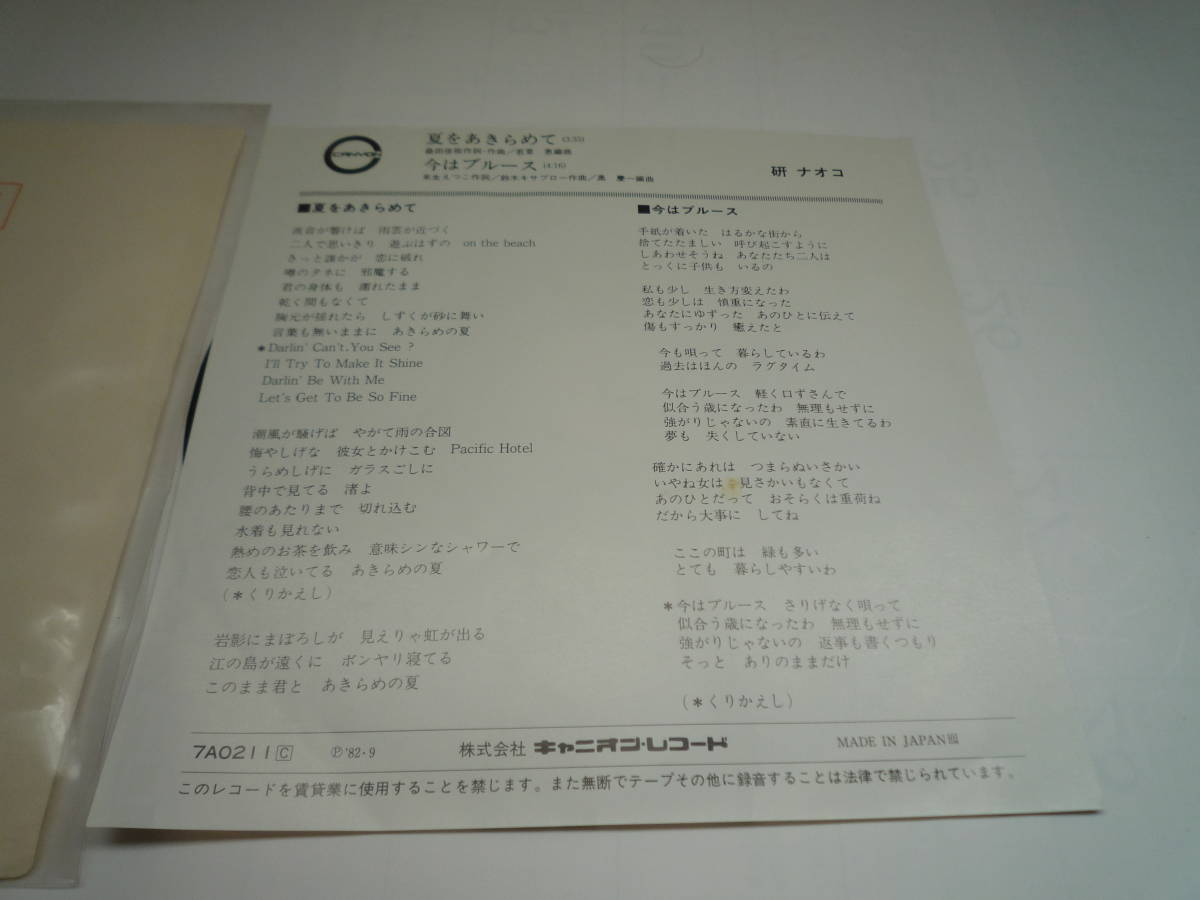 CANYON
夏をあきらめて (3:55)
桑田佳祐作詞・作曲／若草 恵編曲
今はブルース (4:16)
来生えつこ作詞／鈴木キサブロー作曲／奥 慶一編曲
研 ナオコ
■夏をあきらめて
波音が響けば 雨雲が近づく
二人で思いきり 遊ぶはずの on the beach
きっと誰かが 恋に破れ
噂のタネに 邪魔する
君の身体も 濡れたまま
乾く間もなくて
胸元が揺れたら しずくが砂に舞い
言葉も無いままに あきらめの夏
＊Darlin' Can't You See ?
I'll Try To Make It Shine
Darlin' Be With Me
Let's Get To Be So Fine
潮風が騒げば やがて雨の合図
悔やしげな 彼女とかけこむ Pacific Hotel
うらめしげに ガラスごしに
背中で見てる 渚よ
腰のあたりまで 切れ込む
水着も見れない
熱めのお茶を飲み 意味シンなシャワーで
恋人も泣いてる あきらめの夏
(＊くりかえし)
岩影にまぼろしが 見えりゃ虹が出る
江の島が遠くに ボンヤリ寝てる
このまま君と あきらめの夏
■今はブルース
手紙が着いた はるかな街から
捨てたたましい 呼び起こすように
しあわせそうね あなたたち二人は
とっくに子供も いるの
私も少し 生き方変えたわ
恋も少しは 慎重になった
あなたにゆずった あのひとに伝えて
傷もすっかり 癒えたと
今も唄って 暮らしているわ
過去はほんの ラグタイム
今はブルース 軽く口ずさんで
似合う歳になったわ 無理もせずに
強がりじゃないの 素直に生きてるわ
夢も 失くしていない
確かにあれは つまらぬいさかい
いやね女は 見さかいもなくて
あのひとだって おそらくは重荷ね
だから大事に してね
ここの町は 緑も多い
とても 暮らしやすいわ
＊今はブルース さりげなく唄って
似合う歳になったわ 無理もせずに
強がりじゃないの 返事も書くつもり
そっと ありのままだけ
(＊くりかえし)
7A0211 C ℗'82・9 株式会社 キャニオン・レコード MADE IN JAPAN
このレコードを賃貸業に使用することを禁じます。また無断でテープその他に録音することは法律で禁じられています。